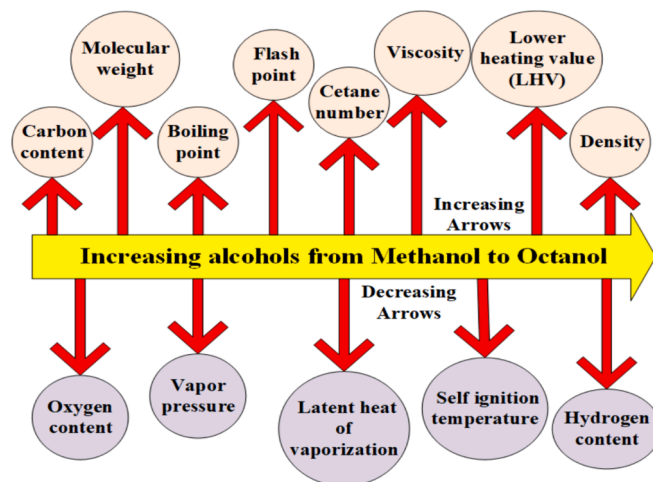 Molecular
weight
Flash
point
Viscosity
Lower
heating value
(LHV)
Cetane
number
Carbon
content
Boiling
point
Density
Increasing
Arrows
Increasing alcohols from Methanol to Octanol
Decreasing
Arrows
Oxygen
content
Vapor
pressure
Latent heat
of
vaporization
Self ignition
temperature
Hydrogen
content